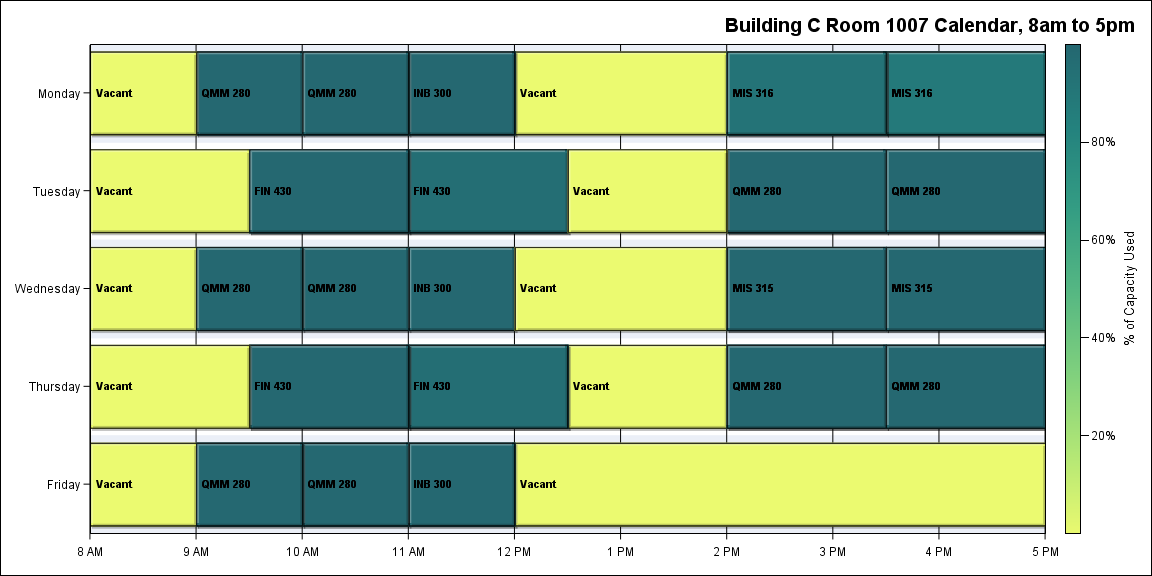 Building C Room 1007 Calendar, 8am to 5pm
Monday
Vacant
QMM 280
QMM 280
INB 300
Vacant
MIS 316
MIS 316
Tuesday
Vacant
FIN 430
FIN 430
Vacant
QMM 280
QMM 280
Wednesday
Vacant
QMM 280
QMM 280
INB 300
Vacant
MIS 315
MIS 315
Thursday
Vacant
FIN 430
FIN 430
Vacant
QMM 280
QMM 280
Friday
Vacant
QMM 280
QMM 280
INB 300
Vacant
8 AM
9 AM
10 AM
11 AM
12 PM
1 PM
2 PM
3 PM
4 PM
5 PM
80%
60%
40%
20%
% of Capacity Used